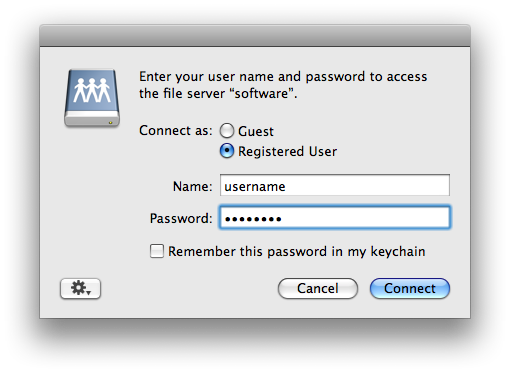 Enter your user name and password to access
the file server “software”.
Connect as: Guest
Registered User
Name: username
Password: ••••••••
Remember this password in my keychain
Cancel Connect